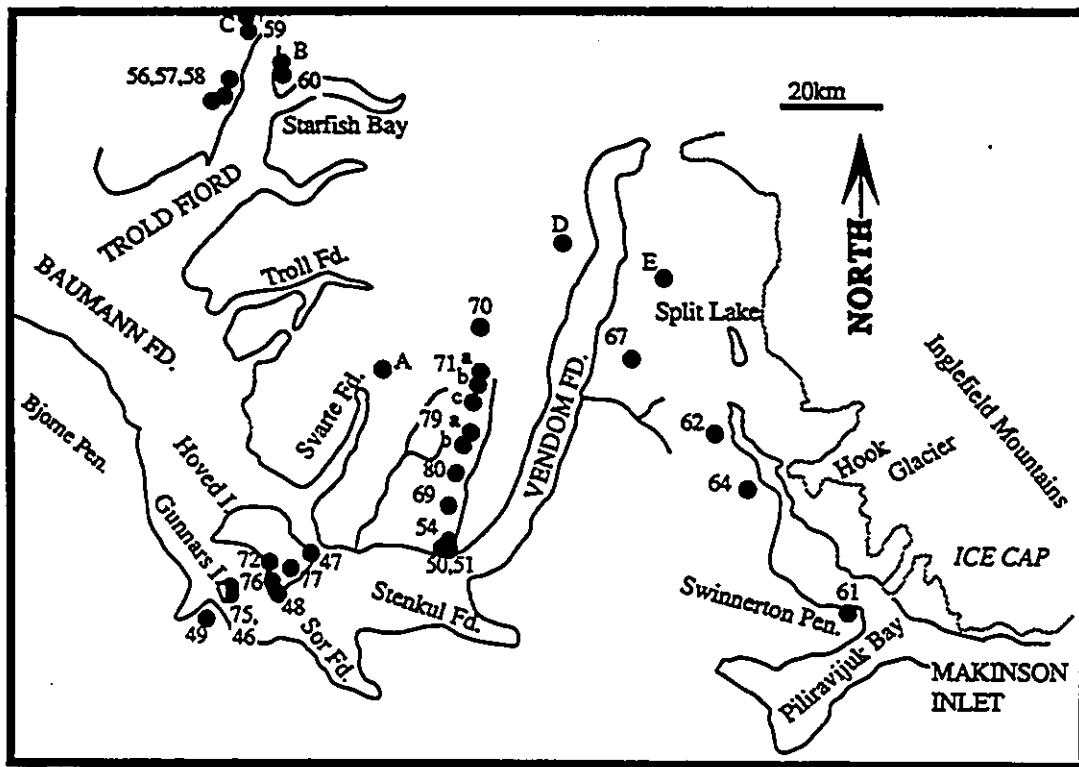 C
59
B
56,57,58
60
20km
Starfish Bay
TROLD FIORD
NORTH
D
BAUMANN FD.
Troll Fd.
E
Split Lake
70
67
A
71 a
b
c
Inglefield Mountains
Svarte Fd.
79 a
b
VENDOM FD.
Bjorne Pen.
62
Hook
Glacier
80
64
Hoved I.
69
Gunnars I.
54
50,51
ICE CAP
72
47
77
76
48
Stenkul Fd.
61
Swinnerton Pen.
49
75,
46
Sor Fd.
Piliravijuk Bay
MAKINSON
INLET